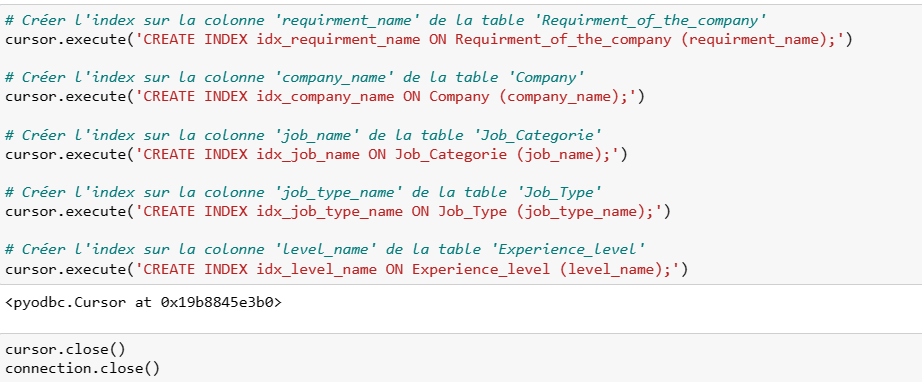 # Créer l'index sur la colonne 'requirment_name' de la table 'Requirment_of_the_company'
cursor.execute('CREATE INDEX idx_requirment_name ON Requirment_of_the_company (requirment_name);')
# Créer l'index sur la colonne 'company_name' de la table 'Company'
cursor.execute('CREATE INDEX idx_company_name ON Company (company_name);')
# Créer l'index sur la colonne 'job_name' de la table 'Job_Categorie'
cursor.execute('CREATE INDEX idx_job_name ON Job_Categorie (job_name);')
# Créer l'index sur la colonne 'job_type_name' de la table 'Job_Type'
cursor.execute('CREATE INDEX idx_job_type_name ON Job_Type (job_type_name);')
# Créer l'index sur la colonne 'level_name' de la table 'Experience_level'
cursor.execute('CREATE INDEX idx_level_name ON Experience_level (level_name);')
<pyodbc.Cursor at 0x19b8845e3b0>
cursor.close()
connection.close()